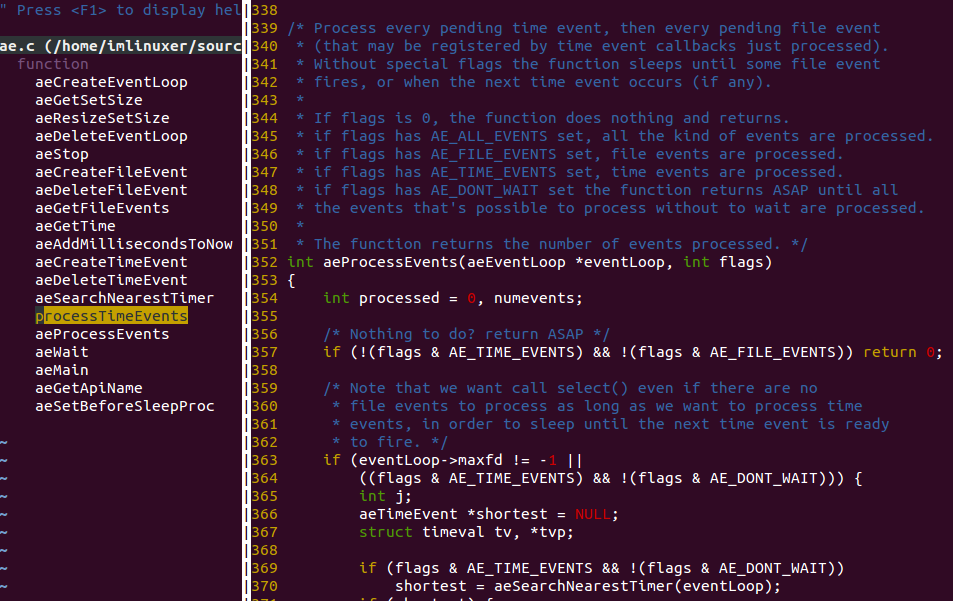 " Press <F1> to display hel
ae.c (/home/imlinuxer/sourc
function
aeCreateEventLoop
aeGetSetSize
aeResizeSetSize
aeDeleteEventLoop
aeStop
aeCreateFileEvent
aeDeleteFileEvent
aeGetFileEvents
aeGetTime
aeAddMillisecondsToNow
aeCreateTimeEvent
aeDeleteTimeEvent
aeSearchNearestTimer
processTimeEvents
aeProcessEvents
aeWait
aeMain
aeGetApiName
aeSetBeforeSleepProc
~
~
~
~
~
~
~
~
~
338
339 /* Process every pending time event, then every pending file event
340  * (that may be registered by time event callbacks just processed).
341  * Without special flags the function sleeps until some file event
342  * fires, or when the next time event occurs (if any).
343  *
344  * If flags is 0, the function does nothing and returns.
345  * if flags has AE_ALL_EVENTS set, all the kind of events are processed.
346  * if flags has AE_FILE_EVENTS set, file events are processed.
347  * if flags has AE_TIME_EVENTS set, time events are processed.
348  * if flags has AE_DONT_WAIT set the function returns ASAP until all
349  * the events that's possible to process without to wait are processed.
350  *
351  * The function returns the number of events processed. */
352 int aeProcessEvents(aeEventLoop *eventLoop, int flags)
353 {
354     int processed = 0, numevents;
355
356     /* Nothing to do? return ASAP */
357     if (!(flags & AE_TIME_EVENTS) && !(flags & AE_FILE_EVENTS)) return 0;
358
359     /* Note that we want call select() even if there are no
360      * file events to process as long as we want to process time
361      * events, in order to sleep until the next time event is ready
362      * to fire. */
363     if (eventLoop->maxfd != -1 ||
364         ((flags & AE_TIME_EVENTS) && !(flags & AE_DONT_WAIT))) {
365         int j;
366         aeTimeEvent *shortest = NULL;
367         struct timeval tv, *tvp;
368
369         if (flags & AE_TIME_EVENTS && !(flags & AE_DONT_WAIT))
370             shortest = aeSearchNearestTimer(eventLoop);